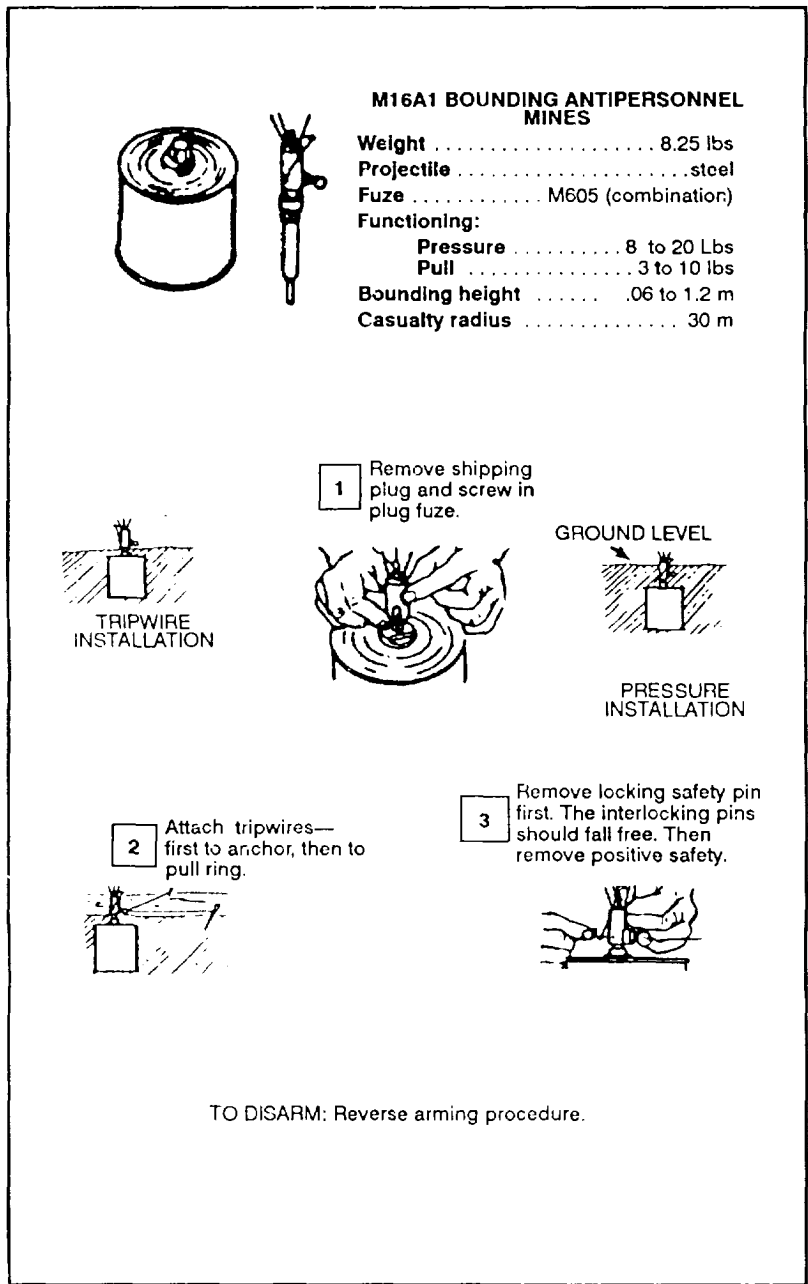 M16A1 BOUNDING ANTIPERSONNEL
MINES
Weight . . . . . . . . . . . . . . . . . . . . 8.25 lbs
Projectile . . . . . . . . . . . . . . . . . . . . . steel
Fuze . . . . . . . . . . . . M605 (combination)
Functioning:
Pressure . . . . . . . . . . 8 to 20 Lbs
Pull . . . . . . . . . . . . . . . 3 to 10 lbs
Bounding height . . . . . . .06 to 1.2 m
Casualty radius . . . . . . . . . . . . . . 30 m
1
Remove shipping
plug and screw in
plug fuze.
TRIPWIRE
INSTALLATION
GROUND LEVEL
PRESSURE
INSTALLATION
2
Attach tripwires—
first to anchor, then to
pull ring.
3
Remove locking safety pin
first. The interlocking pins
should fall free. Then
remove positive safety.
TO DISARM: Reverse arming procedure.